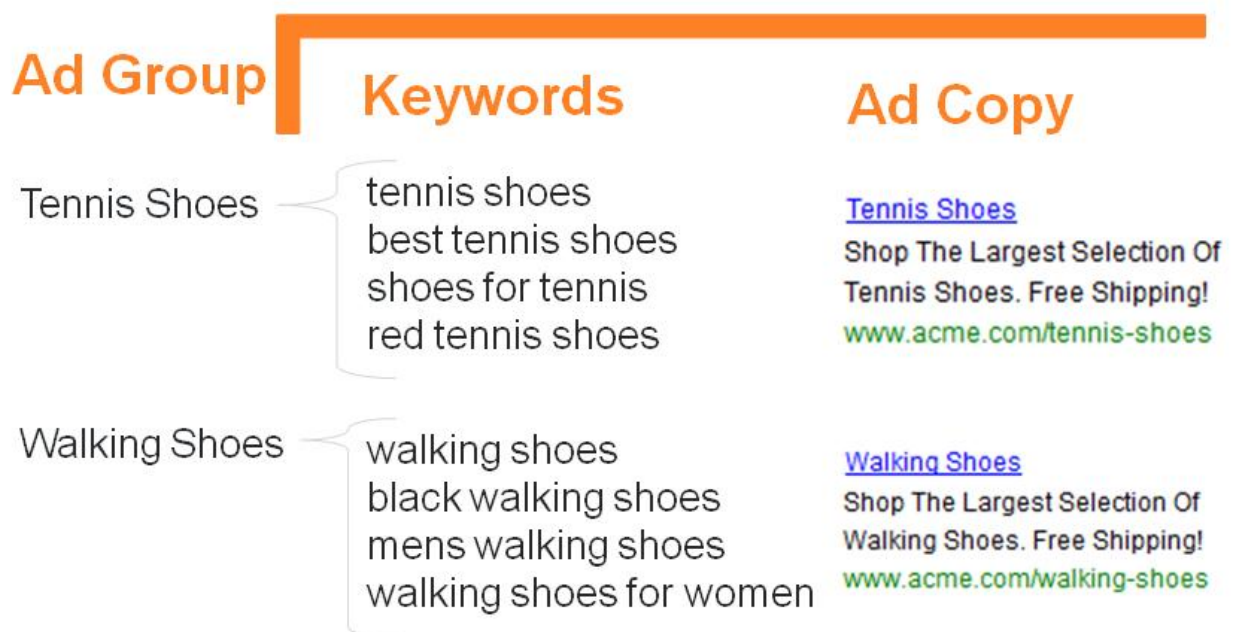 Ad Group
Keywords
Ad Copy
Tennis Shoes
tennis shoes
best tennis shoes
shoes for tennis
red tennis shoes
Tennis Shoes
Shop The Largest Selection Of
Tennis Shoes. Free Shipping!
www.acme.com/tennis-shoes
Walking Shoes
walking shoes
black walking shoes
mens walking shoes
walking shoes for women
Walking Shoes
Shop The Largest Selection Of
Walking Shoes. Free Shipping!
www.acme.com/walking-shoes